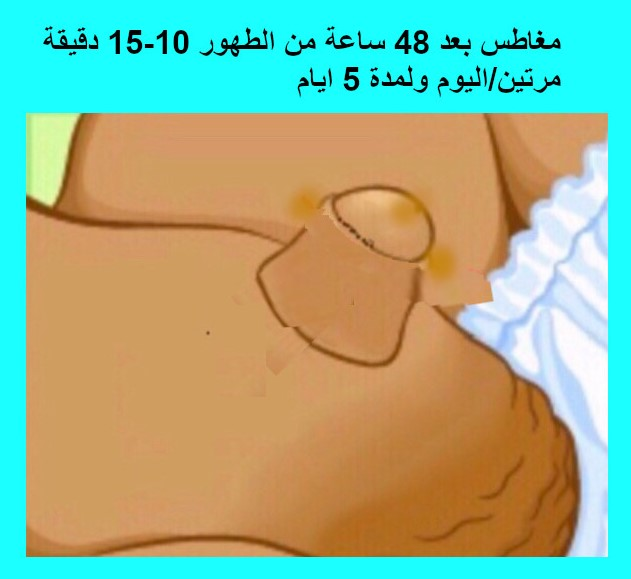 مغاطس بعد 48 ساعة من الطهور 10-15 دقيقة
مرتين/اليوم ولمدة 5 ايام